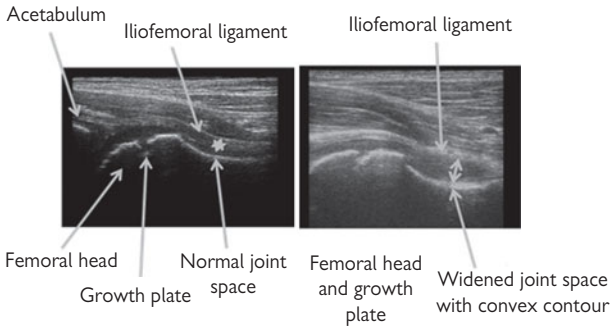 Acetabulum
Iliofemoral ligament
Iliofemoral ligament
Femoral head
Growth plate
Normal joint
space
Femoral head
and growth
plate
Widened joint space
with convex contour